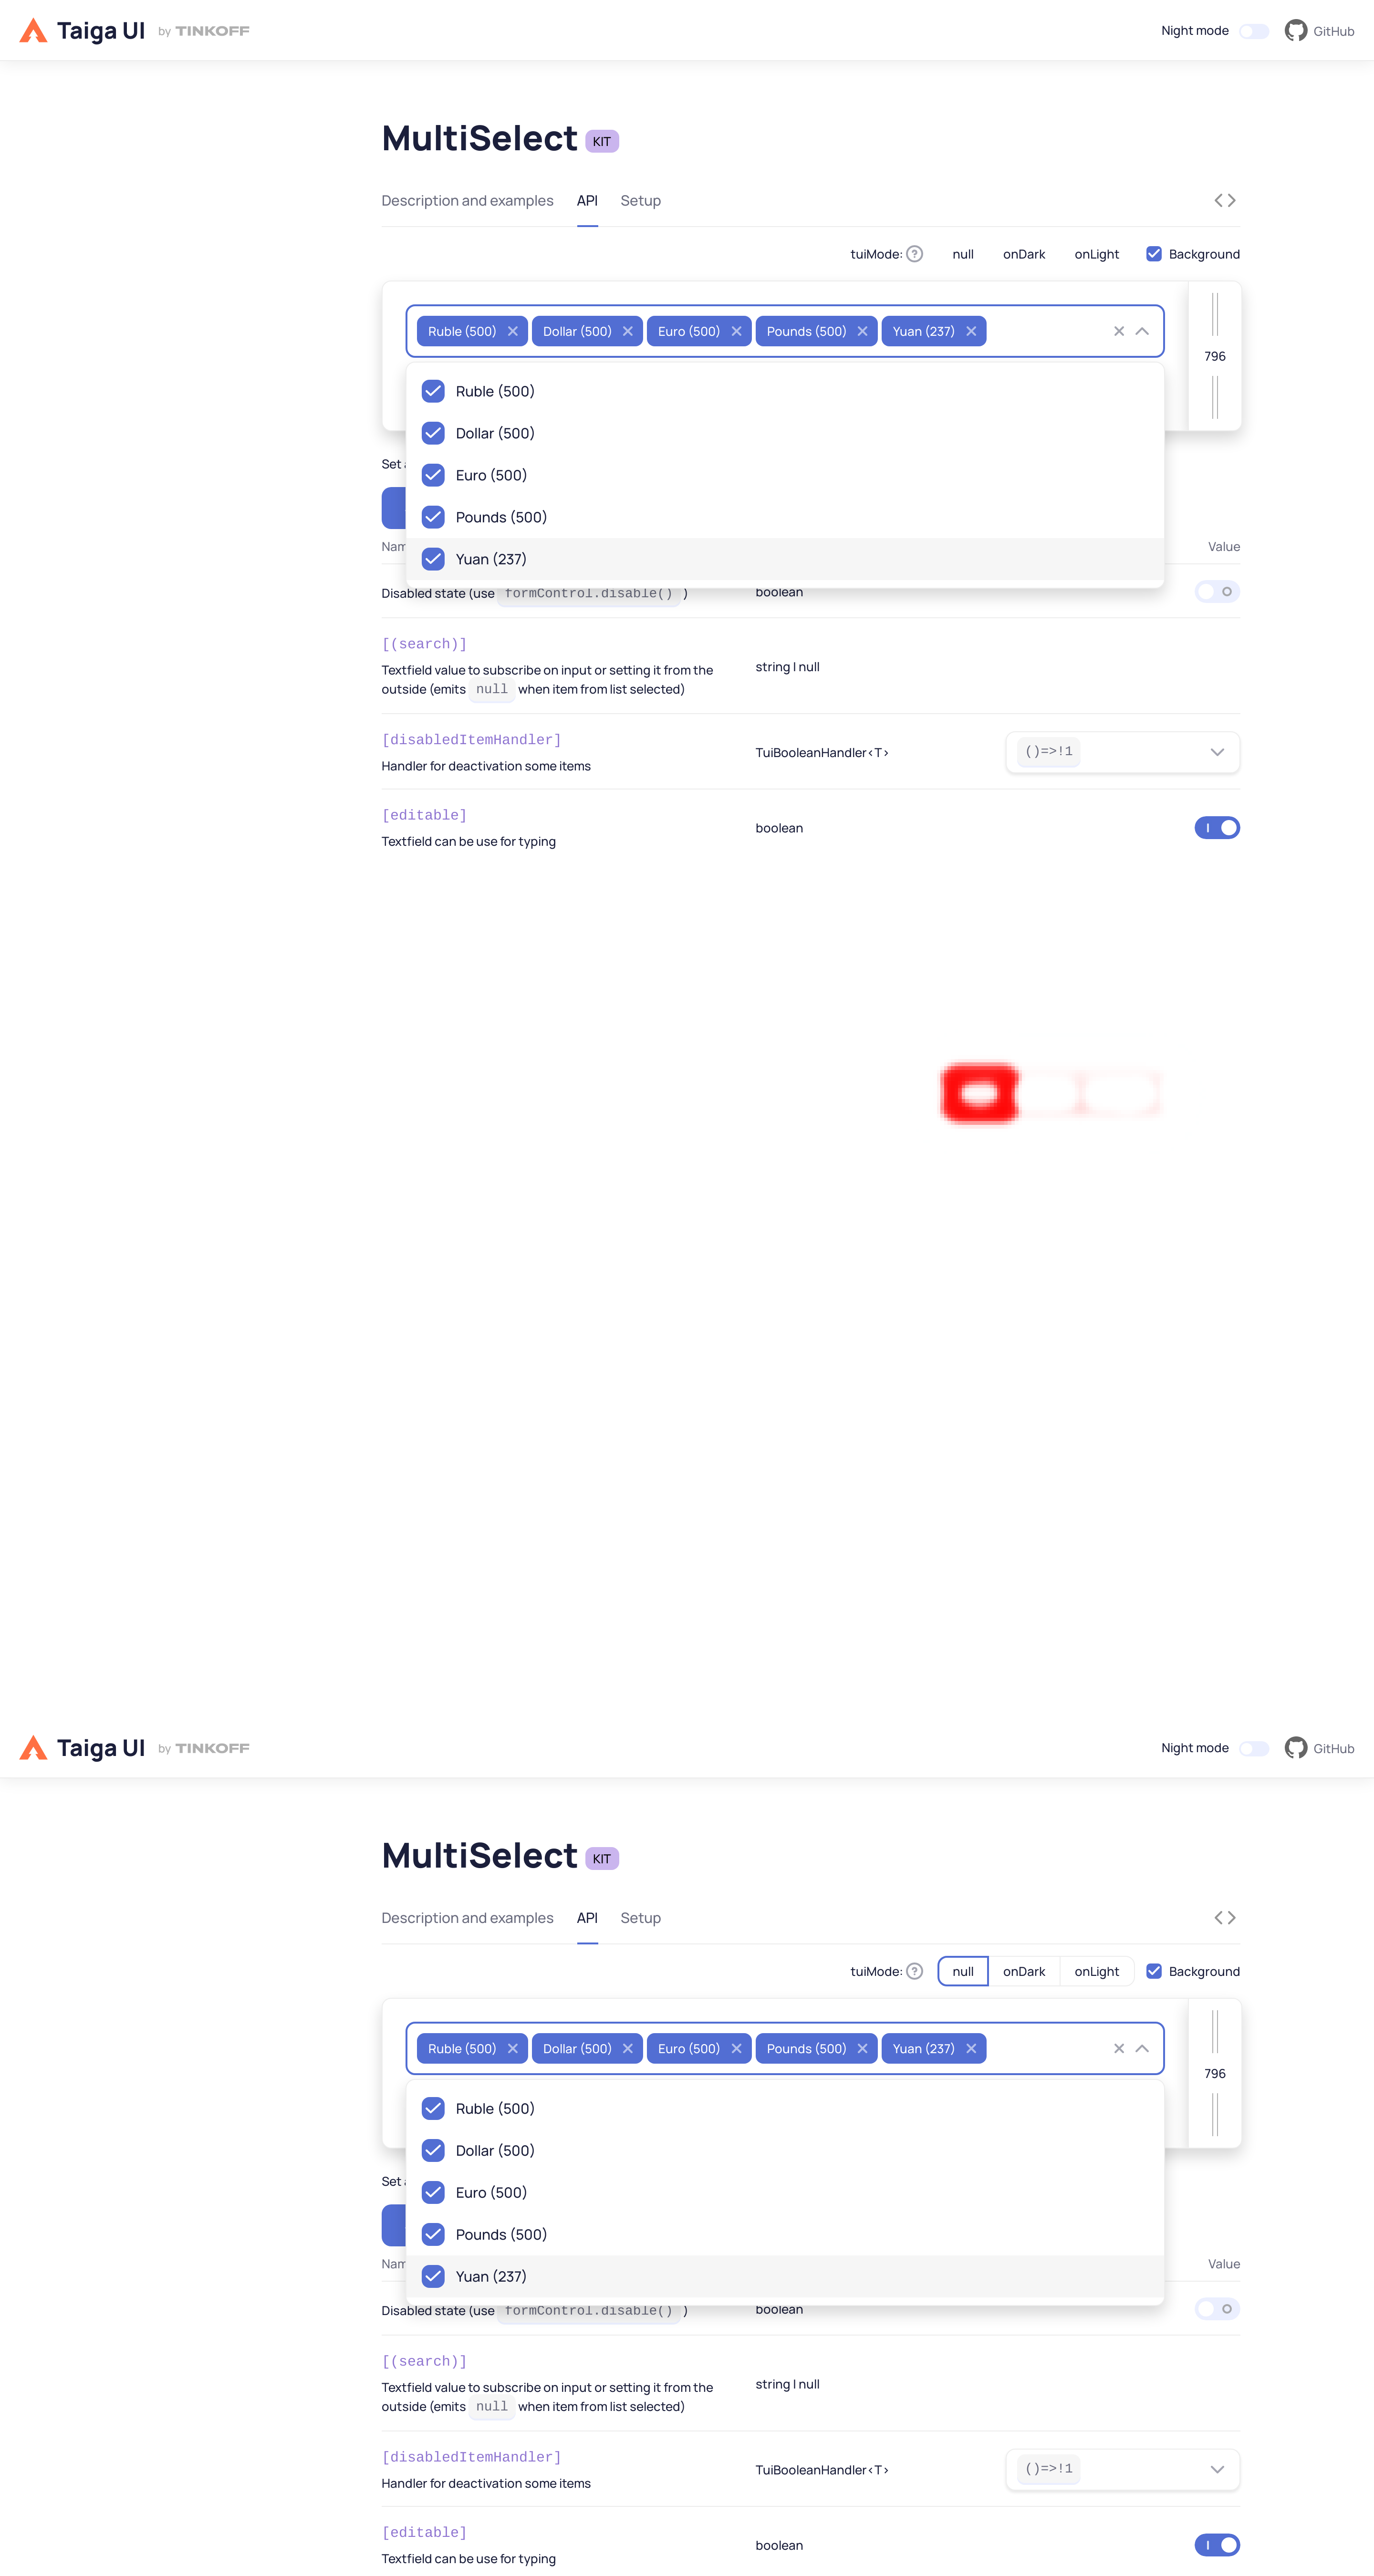 Taiga UI by TINKOFF Night mode GitHub
MultiSelect KIT
Description and examples API Setup
tuiMode: ? null onDark onLight Background
Ruble (500) Dollar (500) Euro (500) Pounds (500) Yuan (237)
796
Ruble (500)
Dollar (500)
Set
Euro (500)
Pounds (500)
Nam Value
Yuan (237)
Disabled state (use formControl.disable() ) boolean
[(search)]
Textfield value to subscribe on input or setting it from the
string | null
outside (emits null when item from list selected)
[disabledItemHandler]
TuiBooleanHandler<T> ()=>!1
Handler for deactivation some items
[editable]
boolean
Textfield can be use for typing
Taiga UI by TINKOFF Night mode GitHub
MultiSelect KIT
Description and examples API Setup
tuiMode: ? null onDark onLight Background
Ruble (500) Dollar (500) Euro (500) Pounds (500) Yuan (237)
796
Ruble (500)
Dollar (500)
Set
Euro (500)
Pounds (500)
Nam Value
Yuan (237)
Disabled state (use formControl.disable() ) boolean
[(search)]
Textfield value to subscribe on input or setting it from the
string | null
outside (emits null when item from list selected)
[disabledItemHandler]
TuiBooleanHandler<T> ()=>!1
Handler for deactivation some items
[editable]
boolean
Textfield can be use for typing